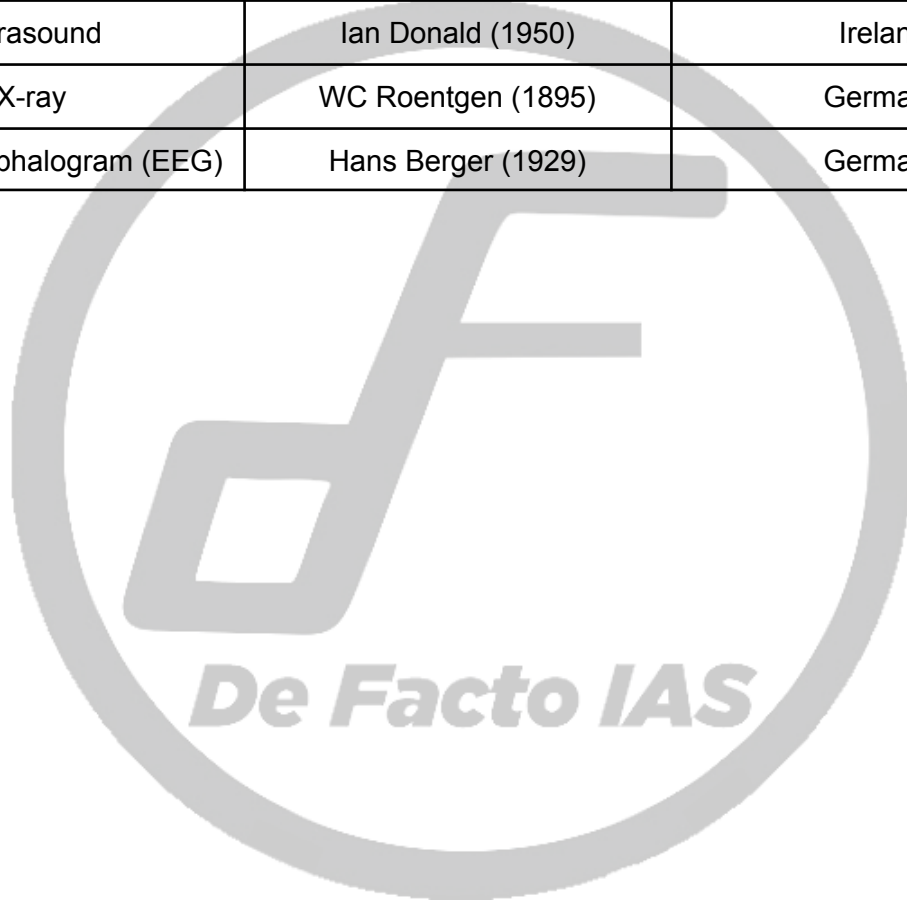 rasound Ian Donald (1950) Irelan
X-ray WC Roentgen (1895) Germa
phalogram (EEG) Hans Berger (1929) Germa
De Facto IAS